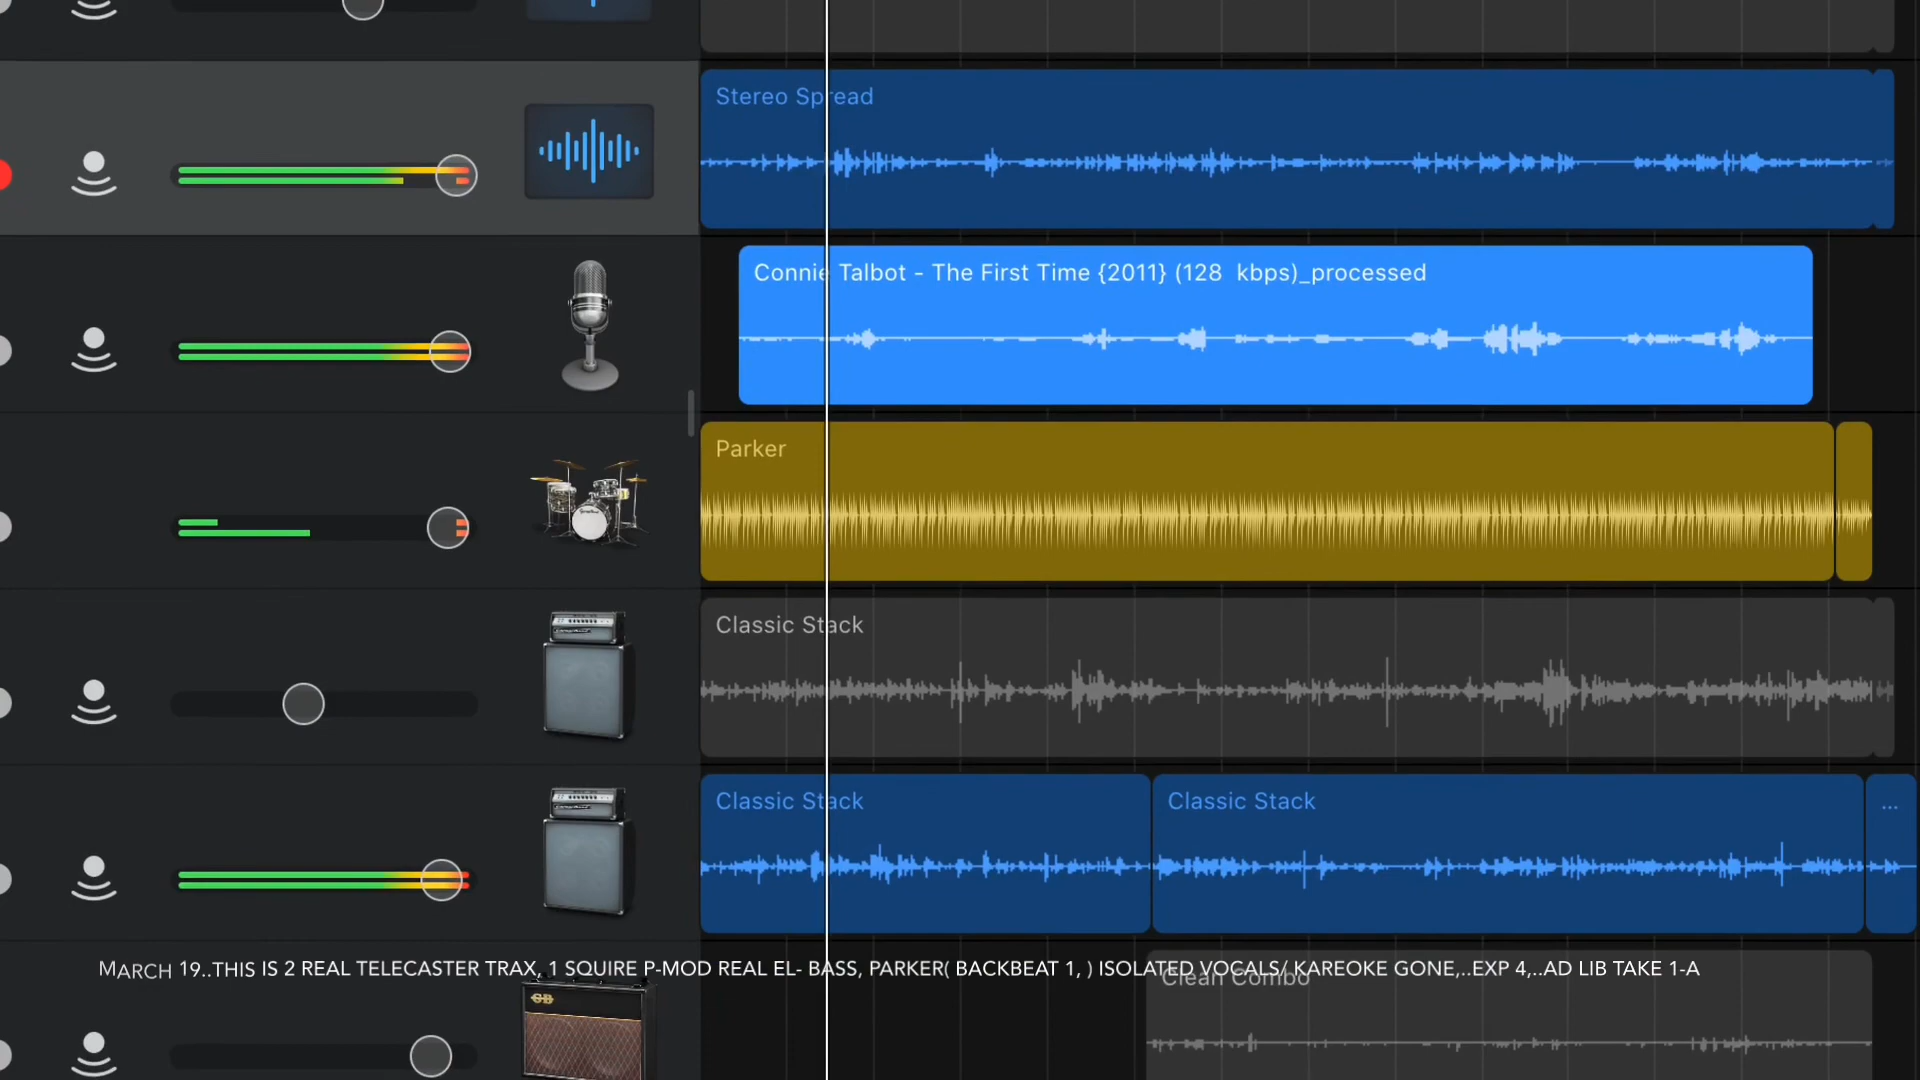 Stereo Spread
Connie Talbot - The First Time {2011} (128 kbps)_processed
Parker
Classic Stack
Classic Stack
Classic Stack
...
MARCH 19..THIS IS 2 REAL TELECASTER TRAX, 1 SQUIRE P-MOD REAL EL- BASS, PARKER( BACKBEAT 1, ) ISOLATED VOCALS/ KAREOKE GONE,..EXP 4,..AD LIB TAKE 1-A
Clean Combo
GB